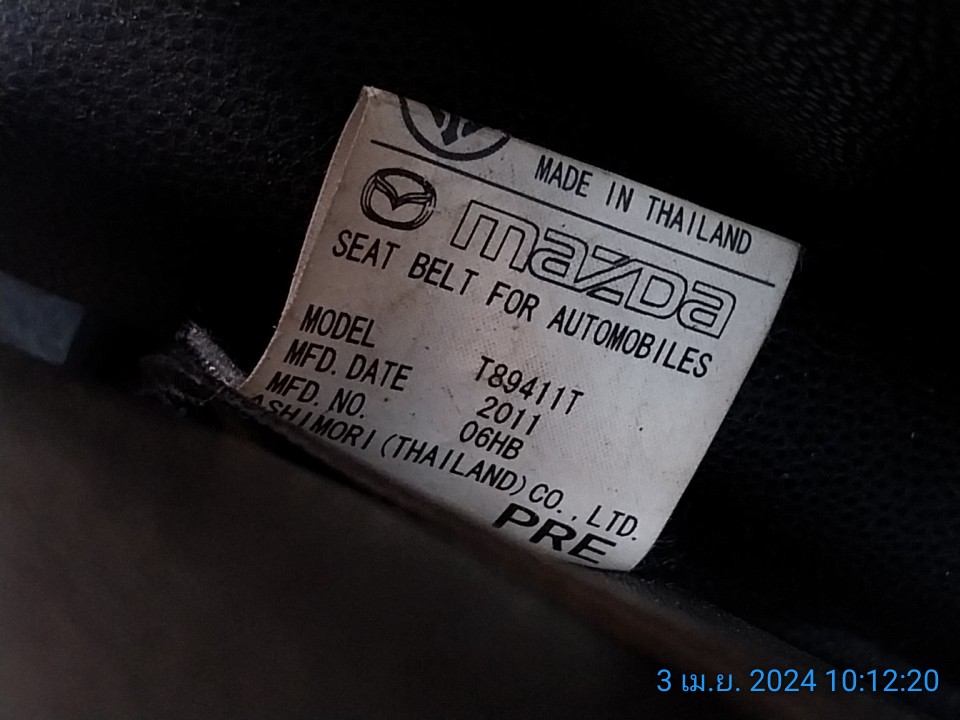 MADE IN THAILAND
mazda
SEAT BELT FOR AUTOMOBILES
MODEL T89411T
MFD. DATE 2011
MFD. NO. 06HB
ASHIMORI (THAILAND) CO., LTD.
PRE
3 เม.ย. 2024 10:12:20